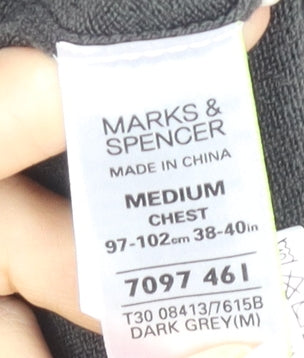 MARKS &
SPENCER
MADE IN CHINA
MEDIUM
CHEST
97-102cm 38-40in
7097 461
T30 08413/7615B
DARK GREY(M)